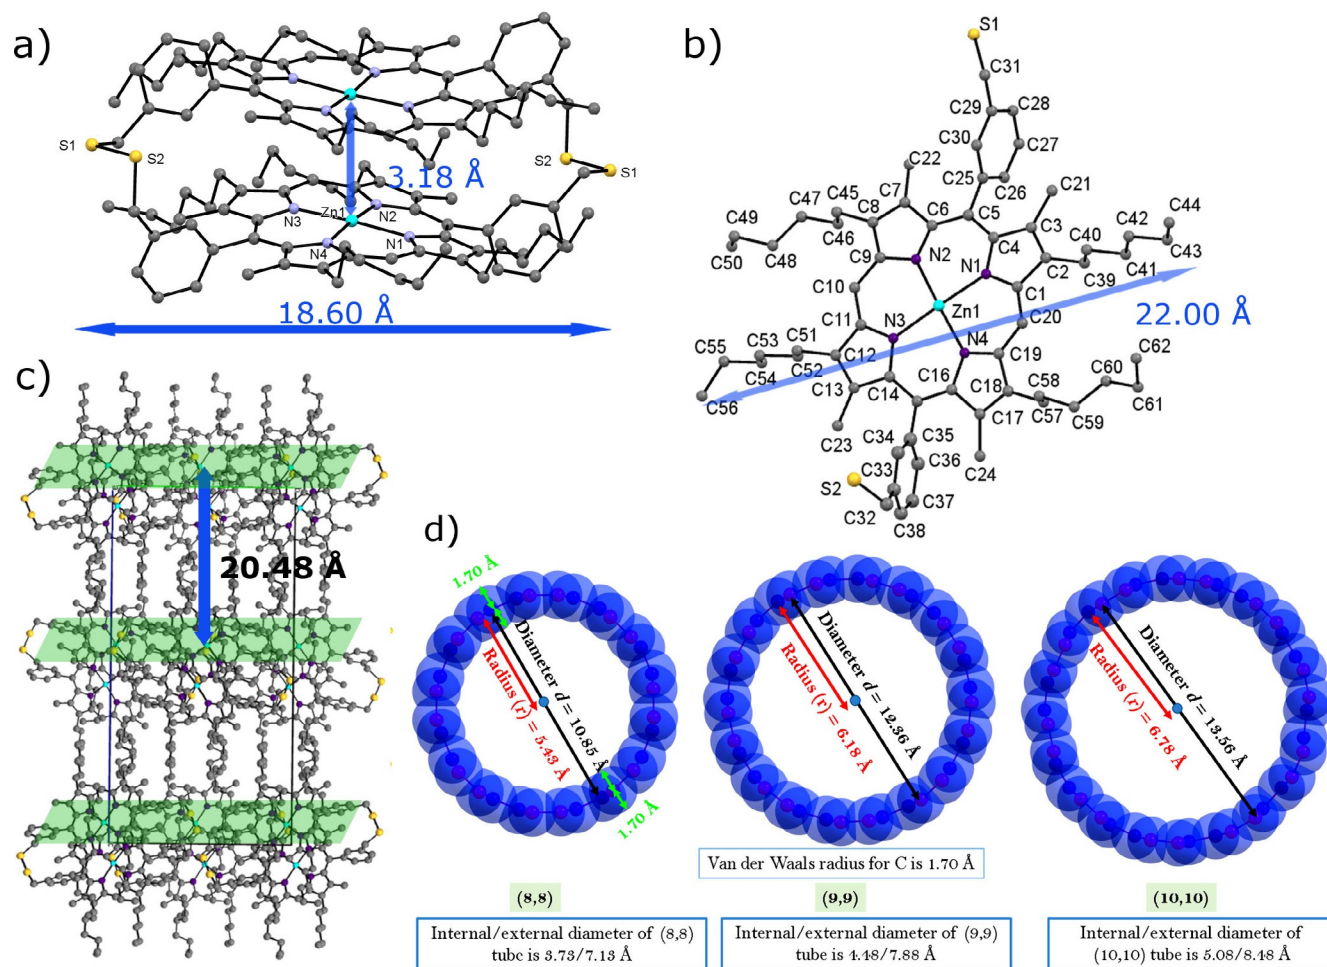 a)
S1
S2
S2
S1
3.18 Å
Zn1
N2
N3
N1
N4
18.60 Å
b)
S1
C31
C29
C28
C30
C27
C22
C25
C26
C21
C47
C45
C7
C6
C5
C49
C8
C3
C42
C44
C46
C4
C40
C50
C48
C9
N2
N1
C2
C41
C43
C39
C10
C1
Zn1
C20
22.00 Å
C11
N3
N4
C55
C53
C51
C12
C19
C62
C54
C52
C16
C58
C60
C56
C13
C14
C18
C57
C61
C17
C59
C23
C34
C35
C33
C36
C24
S2
C37
C32
C38
c)
20.48 Å
d)
1.70 Å
Diameter d = 10.85 Å
Radius (r) = 5.43 Å
1.70 Å
Diameter d = 12.36 Å
Radius (r) = 6.18 Å
Diameter d = 13.56 Å
Radius (r) = 6.78 Å
Van der Waals radius for C is 1.70 Å
(8,8)
(9,9)
(10,10)
Internal/external diameter of (8,8)
tube is 3.73/7.13 Å
Internal/external diameter of (9,9)
tube is 4.48/7.88 Å
Internal/external diameter of
(10,10) tube is 5.08/8.48 Å